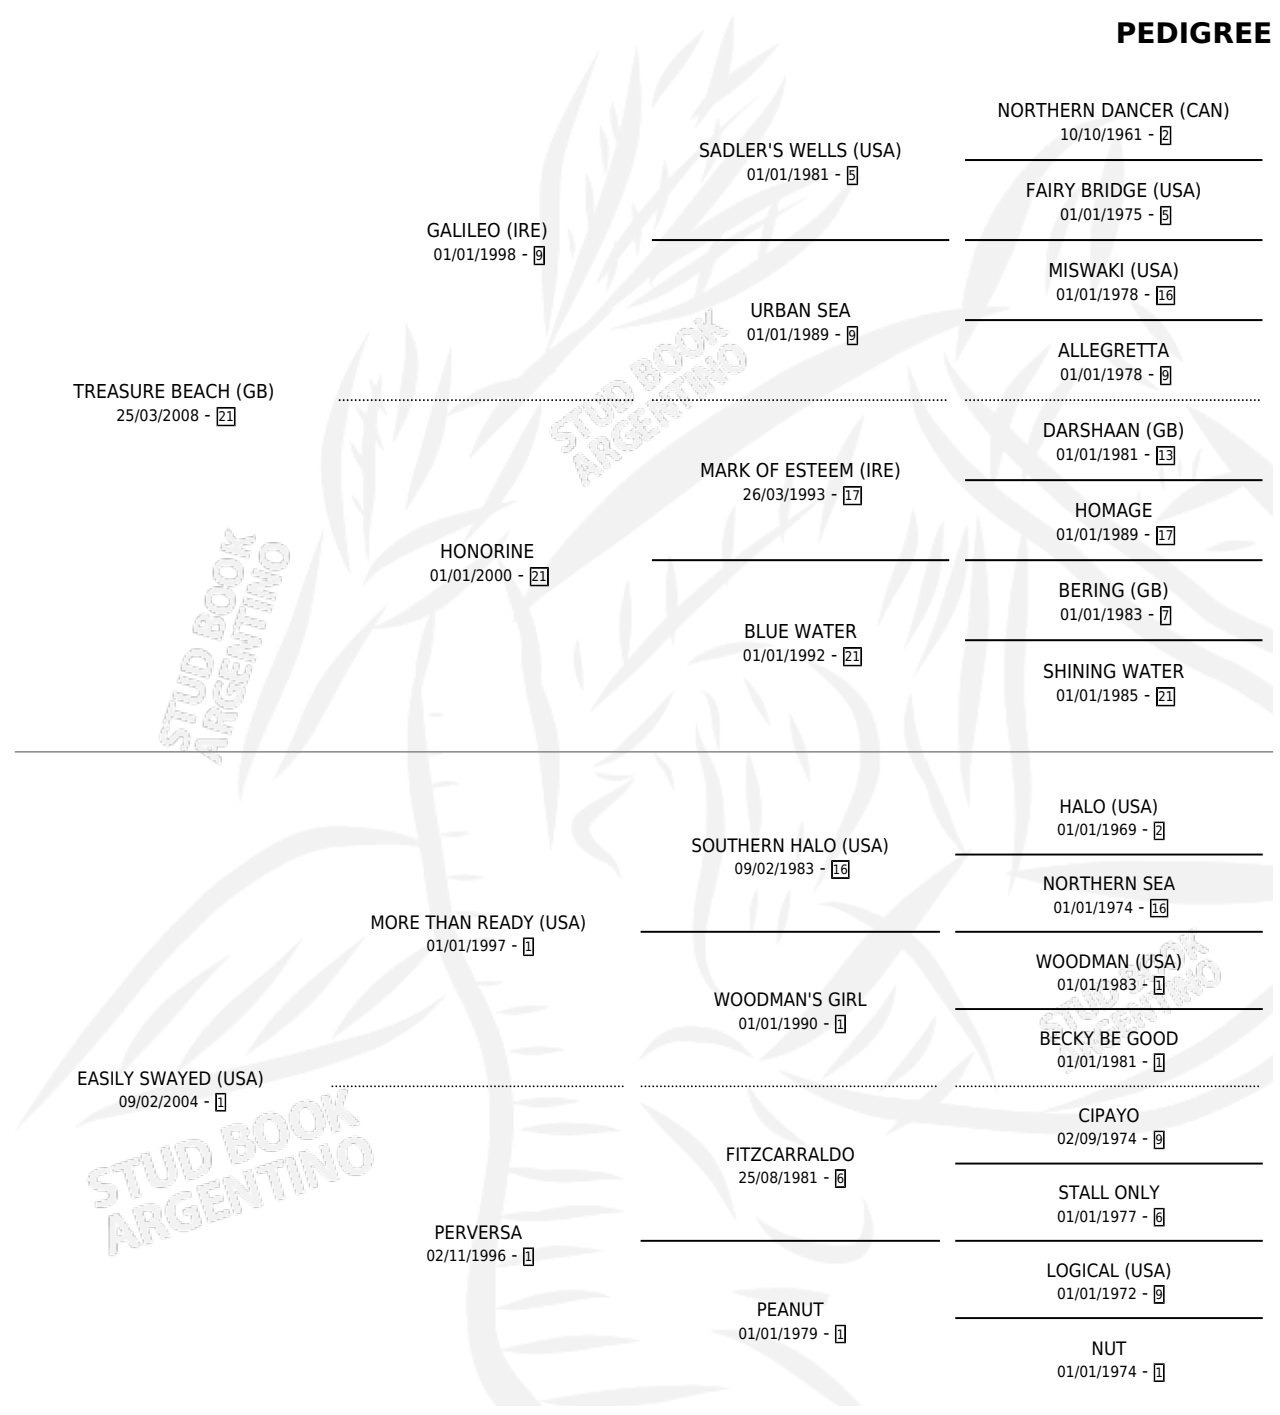 PEDIGREE
NORTHERN DANCER (CAN)
10/10/1961 - 2
SADLER'S WELLS (USA)
01/01/1981 - 5
FAIRY BRIDGE (USA)
01/01/1975 - 5
GALILEO (IRE)
01/01/1998 - 9
MISWAKI (USA)
01/01/1978 - 16
URBAN SEA
01/01/1989 - 9
ALLEGRETTA
01/01/1978 - 9
TREASURE BEACH (GB)
25/03/2008 - 21
DARSHAAN (GB)
01/01/1981 - 13
MARK OF ESTEEM (IRE)
26/03/1993 - 17
HOMAGE
01/01/1989 - 17
HONORINE
01/01/2000 - 21
BERING (GB)
01/01/1983 - 7
BLUE WATER
01/01/1992 - 21
SHINING WATER
01/01/1985 - 21
HALO (USA)
01/01/1969 - 2
SOUTHERN HALO (USA)
09/02/1983 - 16
NORTHERN SEA
01/01/1974 - 16
MORE THAN READY (USA)
01/01/1997 - 1
WOODMAN (USA)
01/01/1983 - 1
WOODMAN'S GIRL
01/01/1990 - 1
BECKY BE GOOD
01/01/1981 - 1
EASILY SWAYED (USA)
09/02/2004 - 1
CIPAYO
02/09/1974 - 9
FITZCARRALDO
25/08/1981 - 6
STALL ONLY
01/01/1977 - 6
PERVERSA
02/11/1996 - 1
LOGICAL (USA)
01/01/1972 - 9
PEANUT
01/01/1979 - 1
NUT
01/01/1974 - 1
STUD BOOK
ARGENTINO
STUD BOOK
ARGENTINO
STUD BOOK
ARGENTINO
STUD BOOK
ARGENTINO